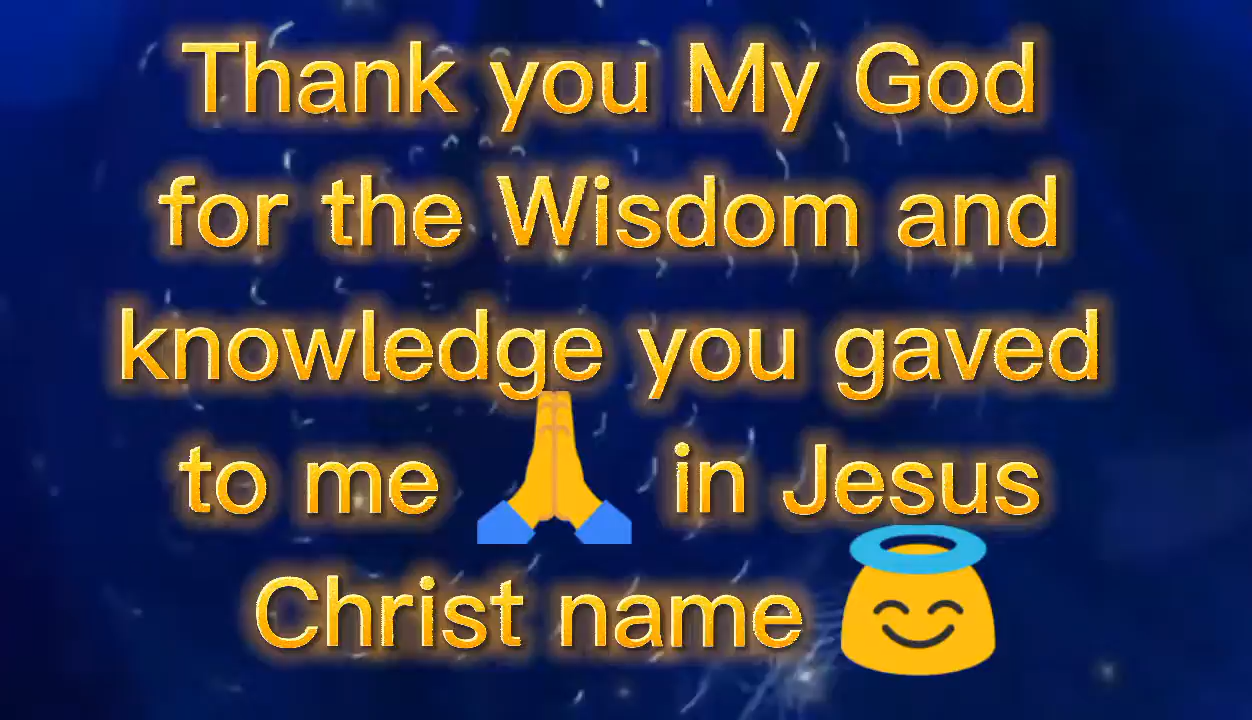 Thank you My God
for the Wisdom and
knowledge you gaved
to me 🙏 in Jesus
Christ name 😇